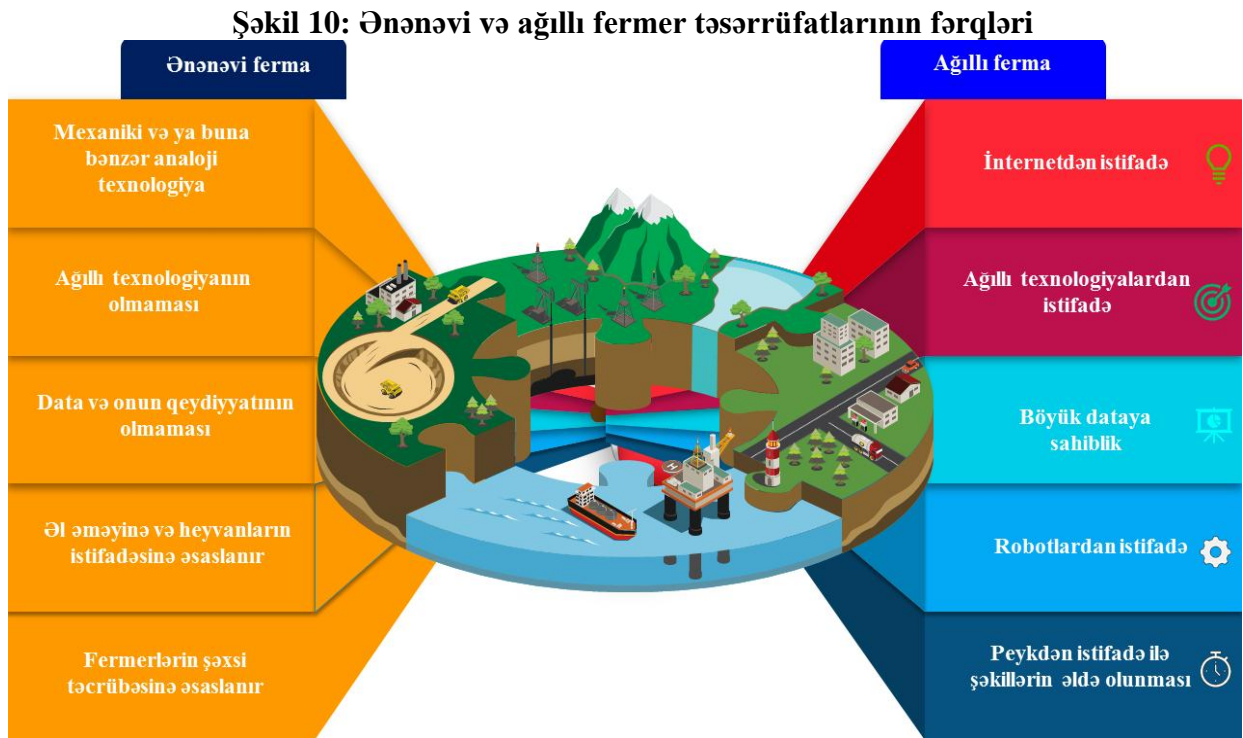 Şəkil 10: Ənənəvi və ağıllı fermer təsərrüfatlarının fərqləri
Ənənəvi ferma
Mexaniki və ya buna
bənzər analoji
texnologiya
Ağıllı texnologiyanın
olmaması
Data və onun qeydiyyatının
olmaması
Əl əməyinə və heyvanların
istifadəsinə əsaslanır
Fermerlərin şəxsi
təcrübəsinə əsaslanır
Ağıllı ferma
İnternetdən istifadə
Ağıllı texnologiyalardan
istifadə
Böyük dataya
sahiblik
Robotlardan istifadə
Peykdən istifadə ilə
şəkillərin əldə olunması
H